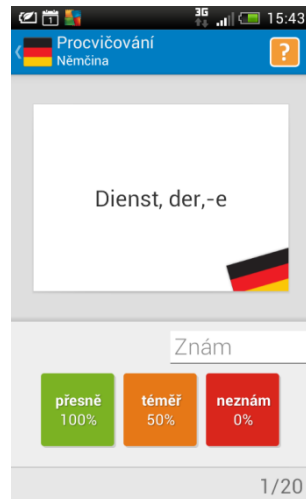 3G
15:43
Procvičování
Němčina
?
Dienst, der,-e
Znám
přesně
100%
téměř
50%
neznám
0%
1/20